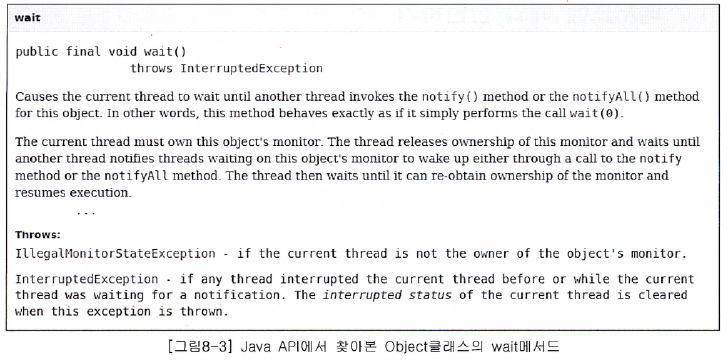 wait
public final void wait()
throws InterruptedException
Causes the current thread to wait until another thread invokes the notify() method or the notifyAll() method
for this object. In other words, this method behaves exactly as if it simply performs the call wait(0).
The current thread must own this object's monitor. The thread releases ownership of this monitor and waits until
another thread notifies threads waiting on this object's monitor to wake up either through a call to the notify
method or the notifyAll method. The thread then waits until it can re-obtain ownership of the monitor and
resumes execution.
...
Throws:
IllegalMonitorStateException - if the current thread is not the owner of the object's monitor.
InterruptedException - if any thread interrupted the current thread before or while the current
thread was waiting for a notification. The interrupted status of the current thread is cleared
when this exception is thrown.
[그림8-3] Java API에서 찾아본 Object클래스의 wait메서드